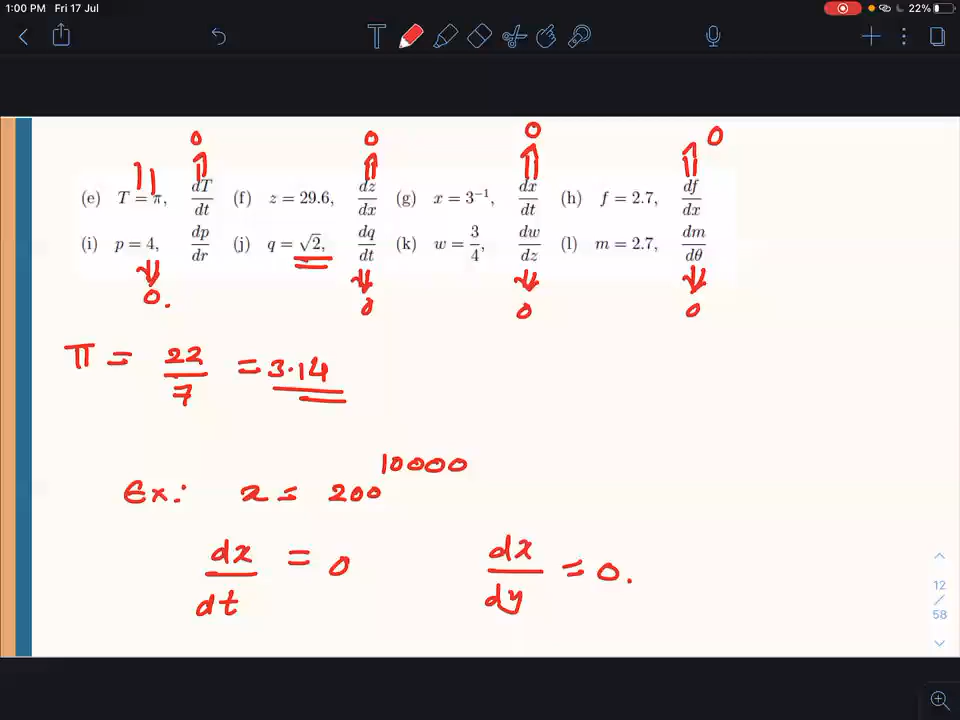 1:00 PM Fri 17 Jul 22%
T
0 0 0 0
(e) T = π, dT/dt (f) z = 29.6, dz/dx (g) x = 3⁻¹, dx/dt (h) f = 2.7, df/dx
(i) p = 4, dp/dr (j) q = √2, dq/dt (k) w = 3/4, dw/dz (l) m = 2.7, dm/dθ
0. 0 0 0
π = 22/7 = 3.14
Ex: x = 200^10000
dx/dt = 0 dx/dy = 0.
12
/
58